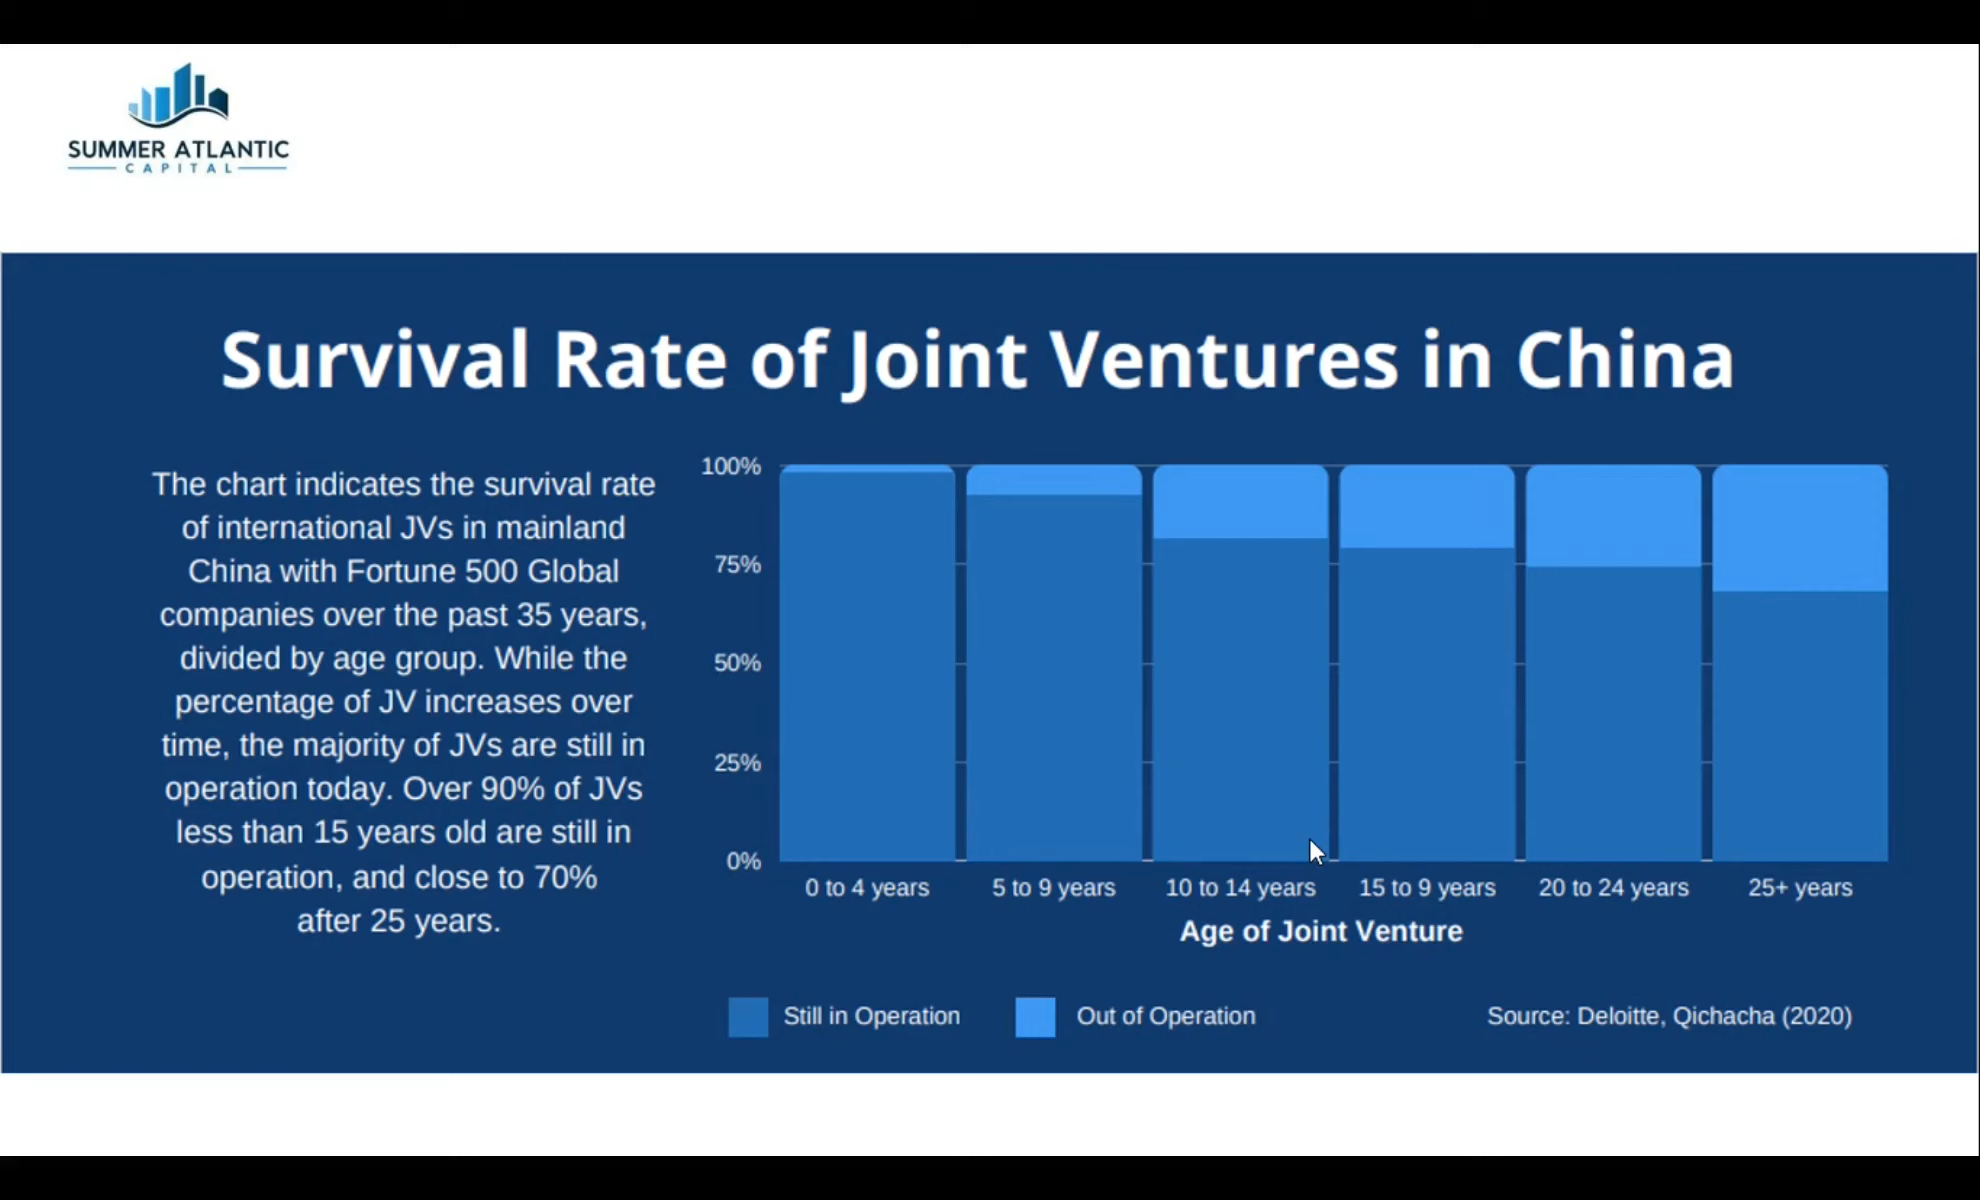 SUMMER ATLANTIC
CAPITAL
Survival Rate of Joint Ventures in China
The chart indicates the survival rate
of international JVs in mainland
China with Fortune 500 Global
companies over the past 35 years,
divided by age group. While the
percentage of JV increases over
time, the majority of JVs are still in
operation today. Over 90% of JVs
less than 15 years old are still in
operation, and close to 70%
after 25 years.
100%
75%
50%
25%
0%
0 to 4 years
5 to 9 years
10 to 14 years
15 to 9 years
20 to 24 years
25+ years
Age of Joint Venture
Still in Operation
Out of Operation
Source: Deloitte, Qichacha (2020)